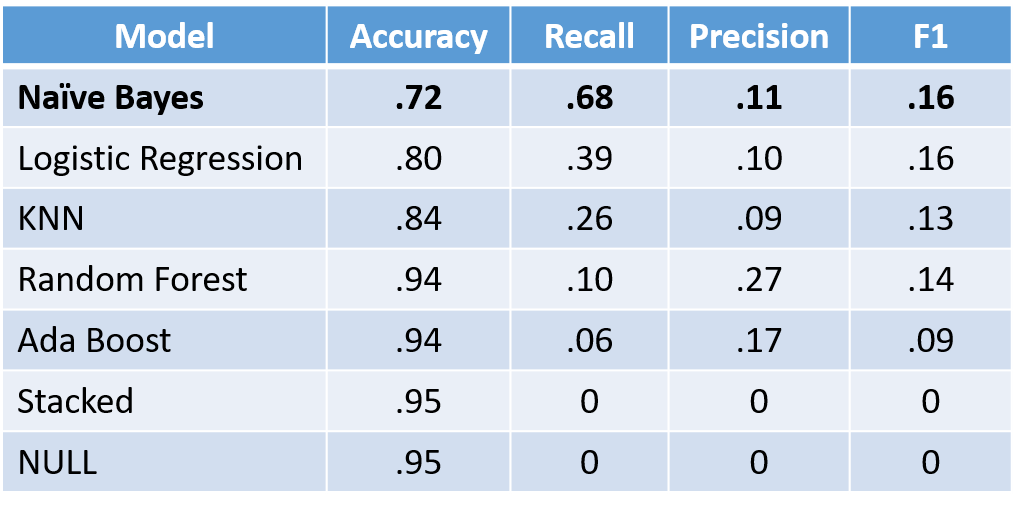 Model Accuracy Recall Precision F1
Naïve Bayes .72 .68 .11 .16
Logistic Regression .80 .39 .10 .16
KNN .84 .26 .09 .13
Random Forest .94 .10 .27 .14
Ada Boost .94 .06 .17 .09
Stacked .95 0 0 0
NULL .95 0 0 0